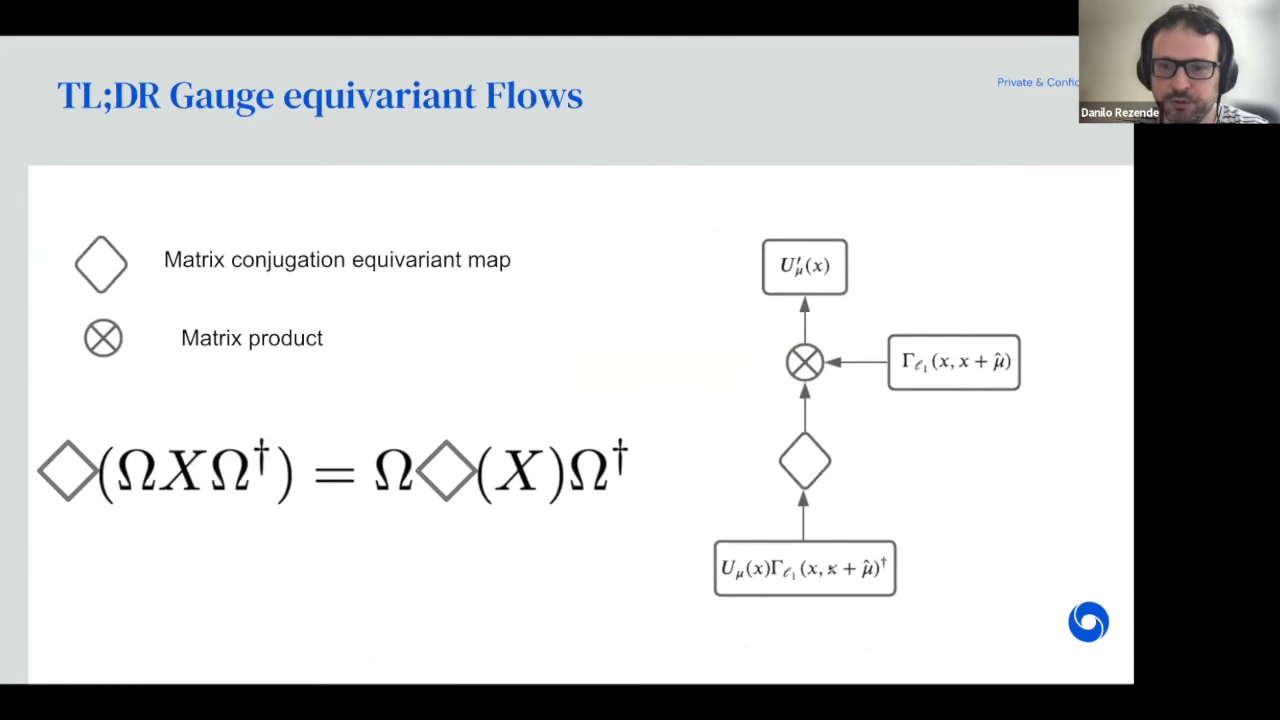 TL;DR Gauge equivariant Flows
Private & Confi
Danilo Rezende
Matrix conjugation equivariant map
Matrix product
◇(ΩXΩ†) = Ω◇(X)Ω†
U′μ(x)
Γℓ₁(x, x + μ̂)
Uμ(x)Γℓ₁(x, x + μ̂)†